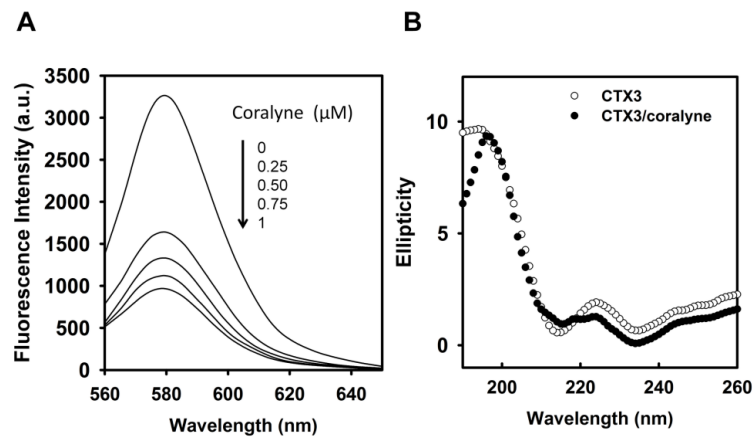 A
3500
3000
2500
2000
1500
1000
500
0
Fluorescence Intensity (a.u.)
Coralyne (μM)
0
0.25
0.50
0.75
1
560 580 600 620 640
Wavelength (nm)
B
CTX3
CTX3/coralyne
10
5
0
Ellipticity
200 220 240 260
Wavelength (nm)